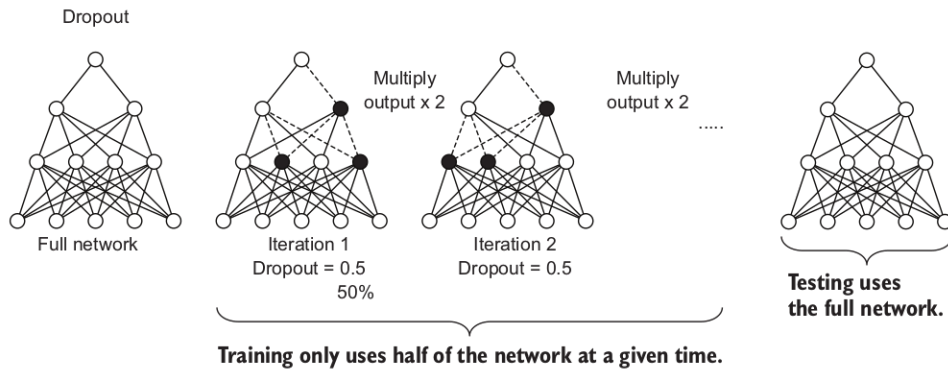 Dropout
Full network
Multiply
output x 2
Iteration 1
Dropout = 0.5
50%
Multiply
output x 2
Iteration 2
Dropout = 0.5
.....
Training only uses half of the network at a given time.
Testing uses
the full network.